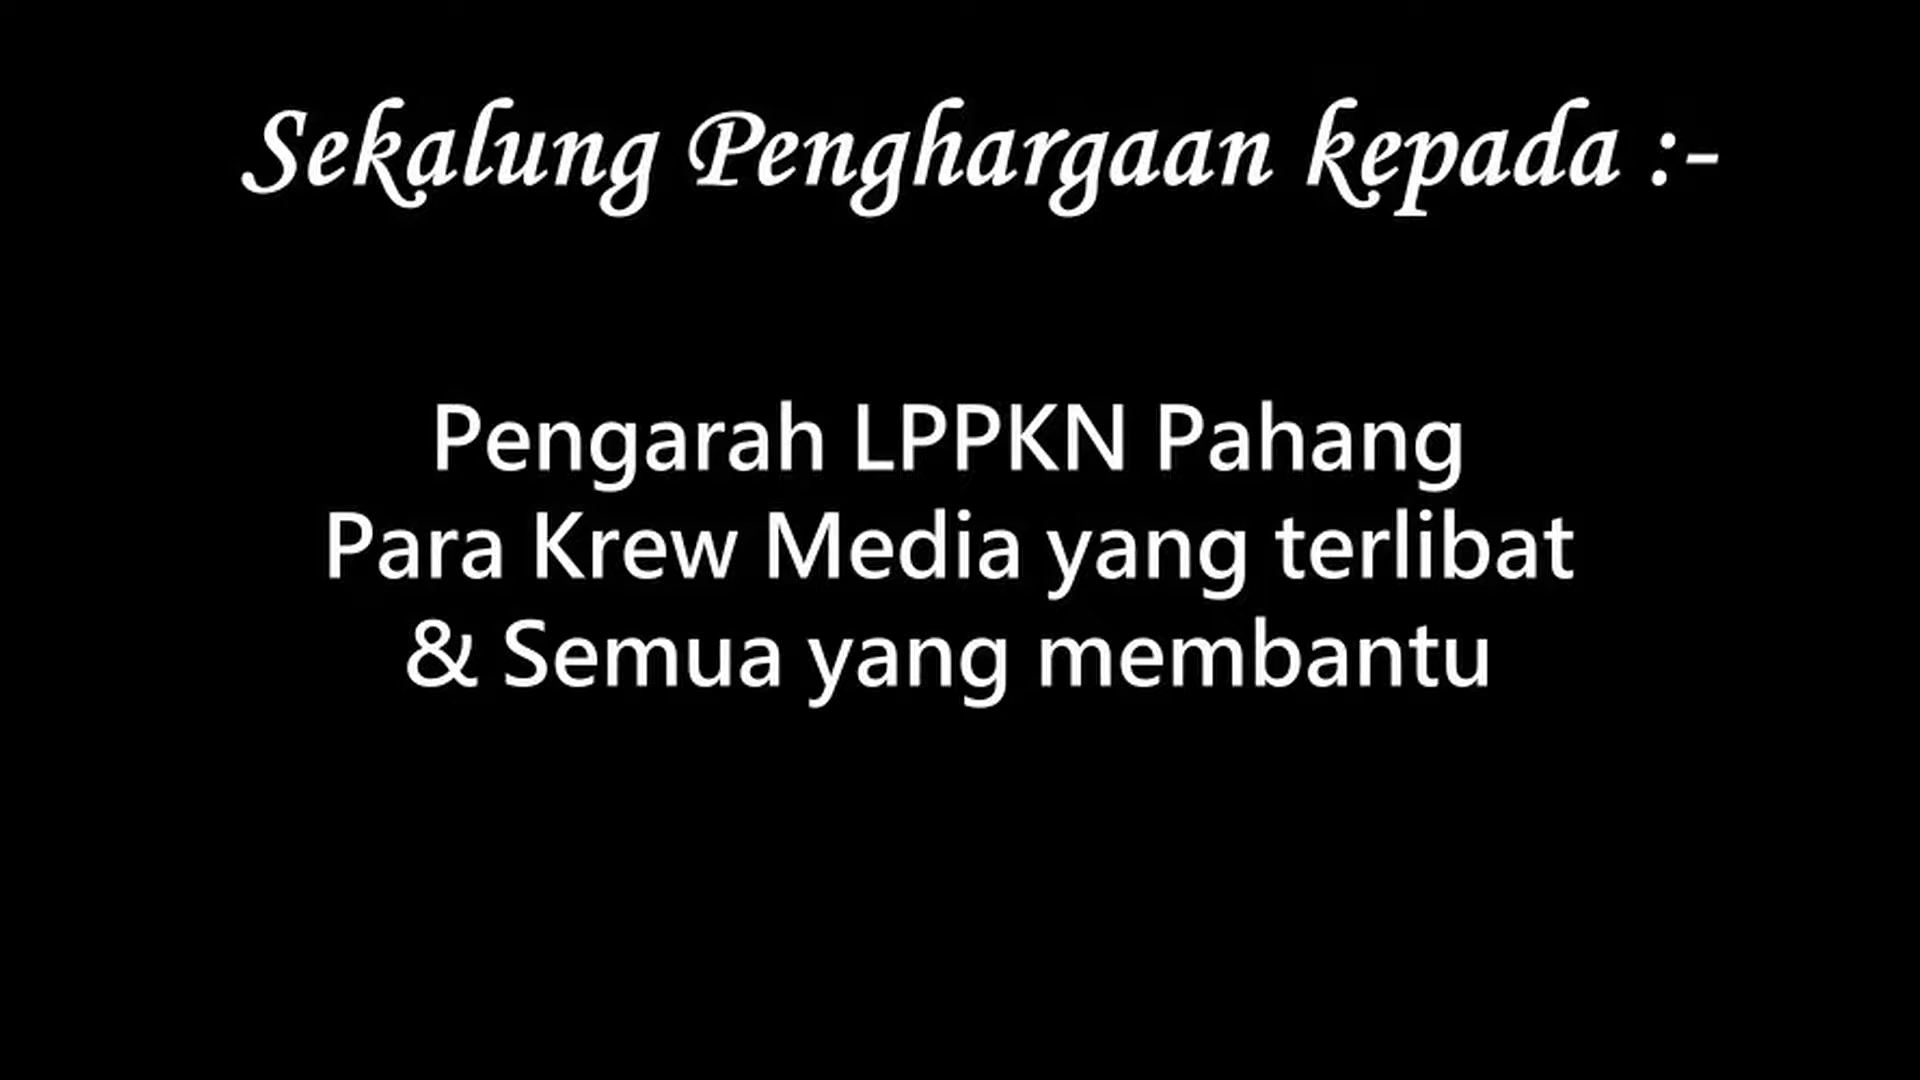 Sekalung Penghargaan kepada :-
Pengarah LPPKN Pahang
Para Krew Media yang terlibat
& Semua yang membantu